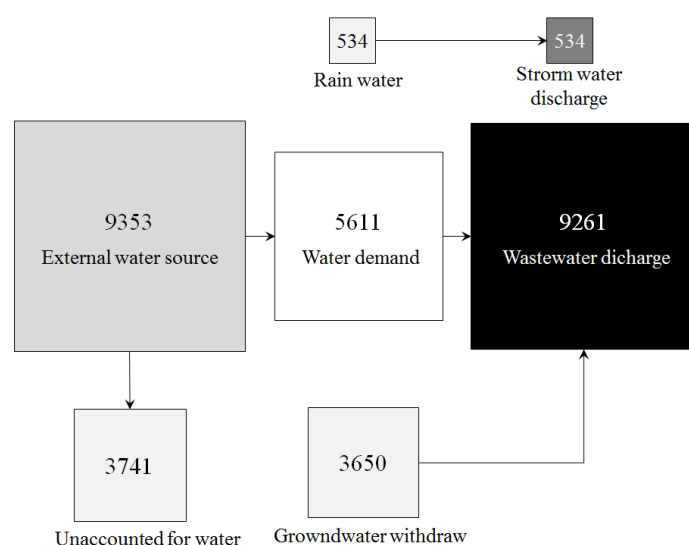 534
Rain water
534
Strorm water
discharge
9353
External water source
5611
Water demand
9261
Wastewater dicharge
3741
Unaccounted for water
3650
Growndwater withdraw